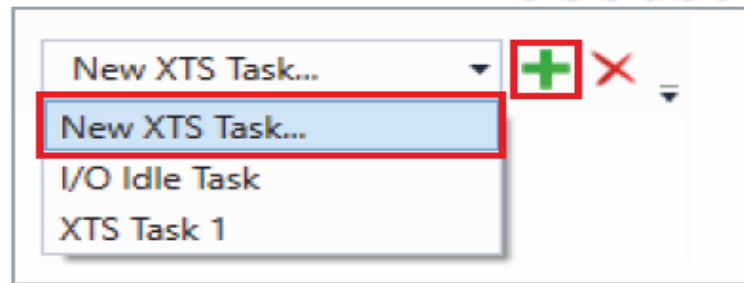 New XTS Task...
New XTS Task...
I/O Idle Task
XTS Task 1